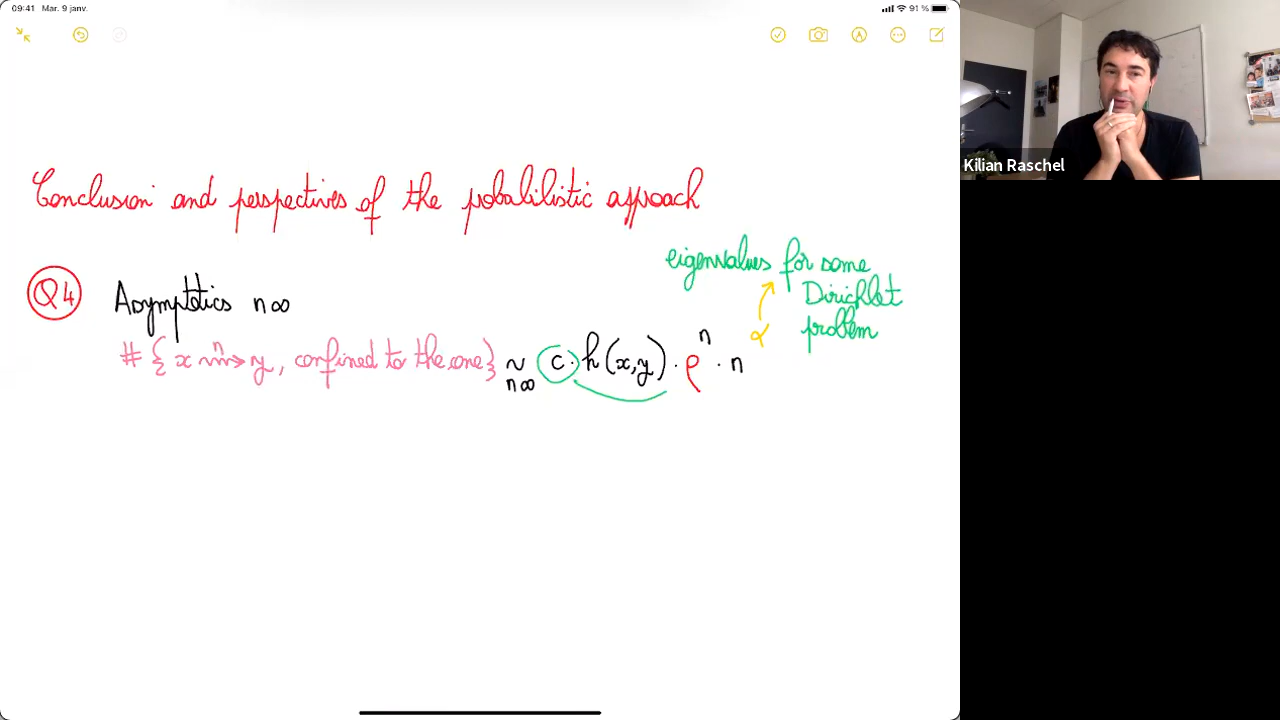 09:41 Mar. 9 janv.
91 %
Conclusion and perspectives of the probabilistic approach
eigenvalues for some
Dirichlet
problem
Q4 Asymptotics n∞
# { x ⇝ⁿ y, confined to the cone } ~ n∞ c · h(x,y) · ρⁿ · n^α
Kilian Raschel